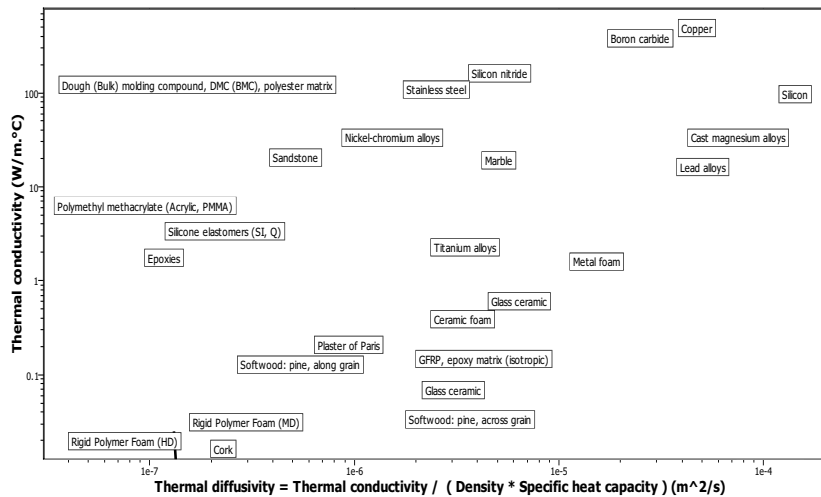 Copper
Boron carbide
Silicon nitride
Dough (Bulk) molding compound, DMC (BMC), polyester matrix
Stainless steel
100
Silicon
Nickel-chromium alloys
Cast magnesium alloys
Sandstone
Marble
Lead alloys
10
Polymethyl methacrylate (Acrylic, PMMA)
Silicone elastomers (SI, Q)
Titanium alloys
Epoxies
Metal foam
1
Glass ceramic
Ceramic foam
Plaster of Paris
Softwood: pine, along grain
GFRP, epoxy matrix (isotropic)
0.1
Glass ceramic
Rigid Polymer Foam (MD)
Softwood: pine, across grain
Rigid Polymer Foam (HD)
Cork
Thermal conductivity (W/m.°C)
1e-7 1e-6 1e-5 1e-4
Thermal diffusivity = Thermal conductivity / ( Density * Specific heat capacity ) (m^2/s)